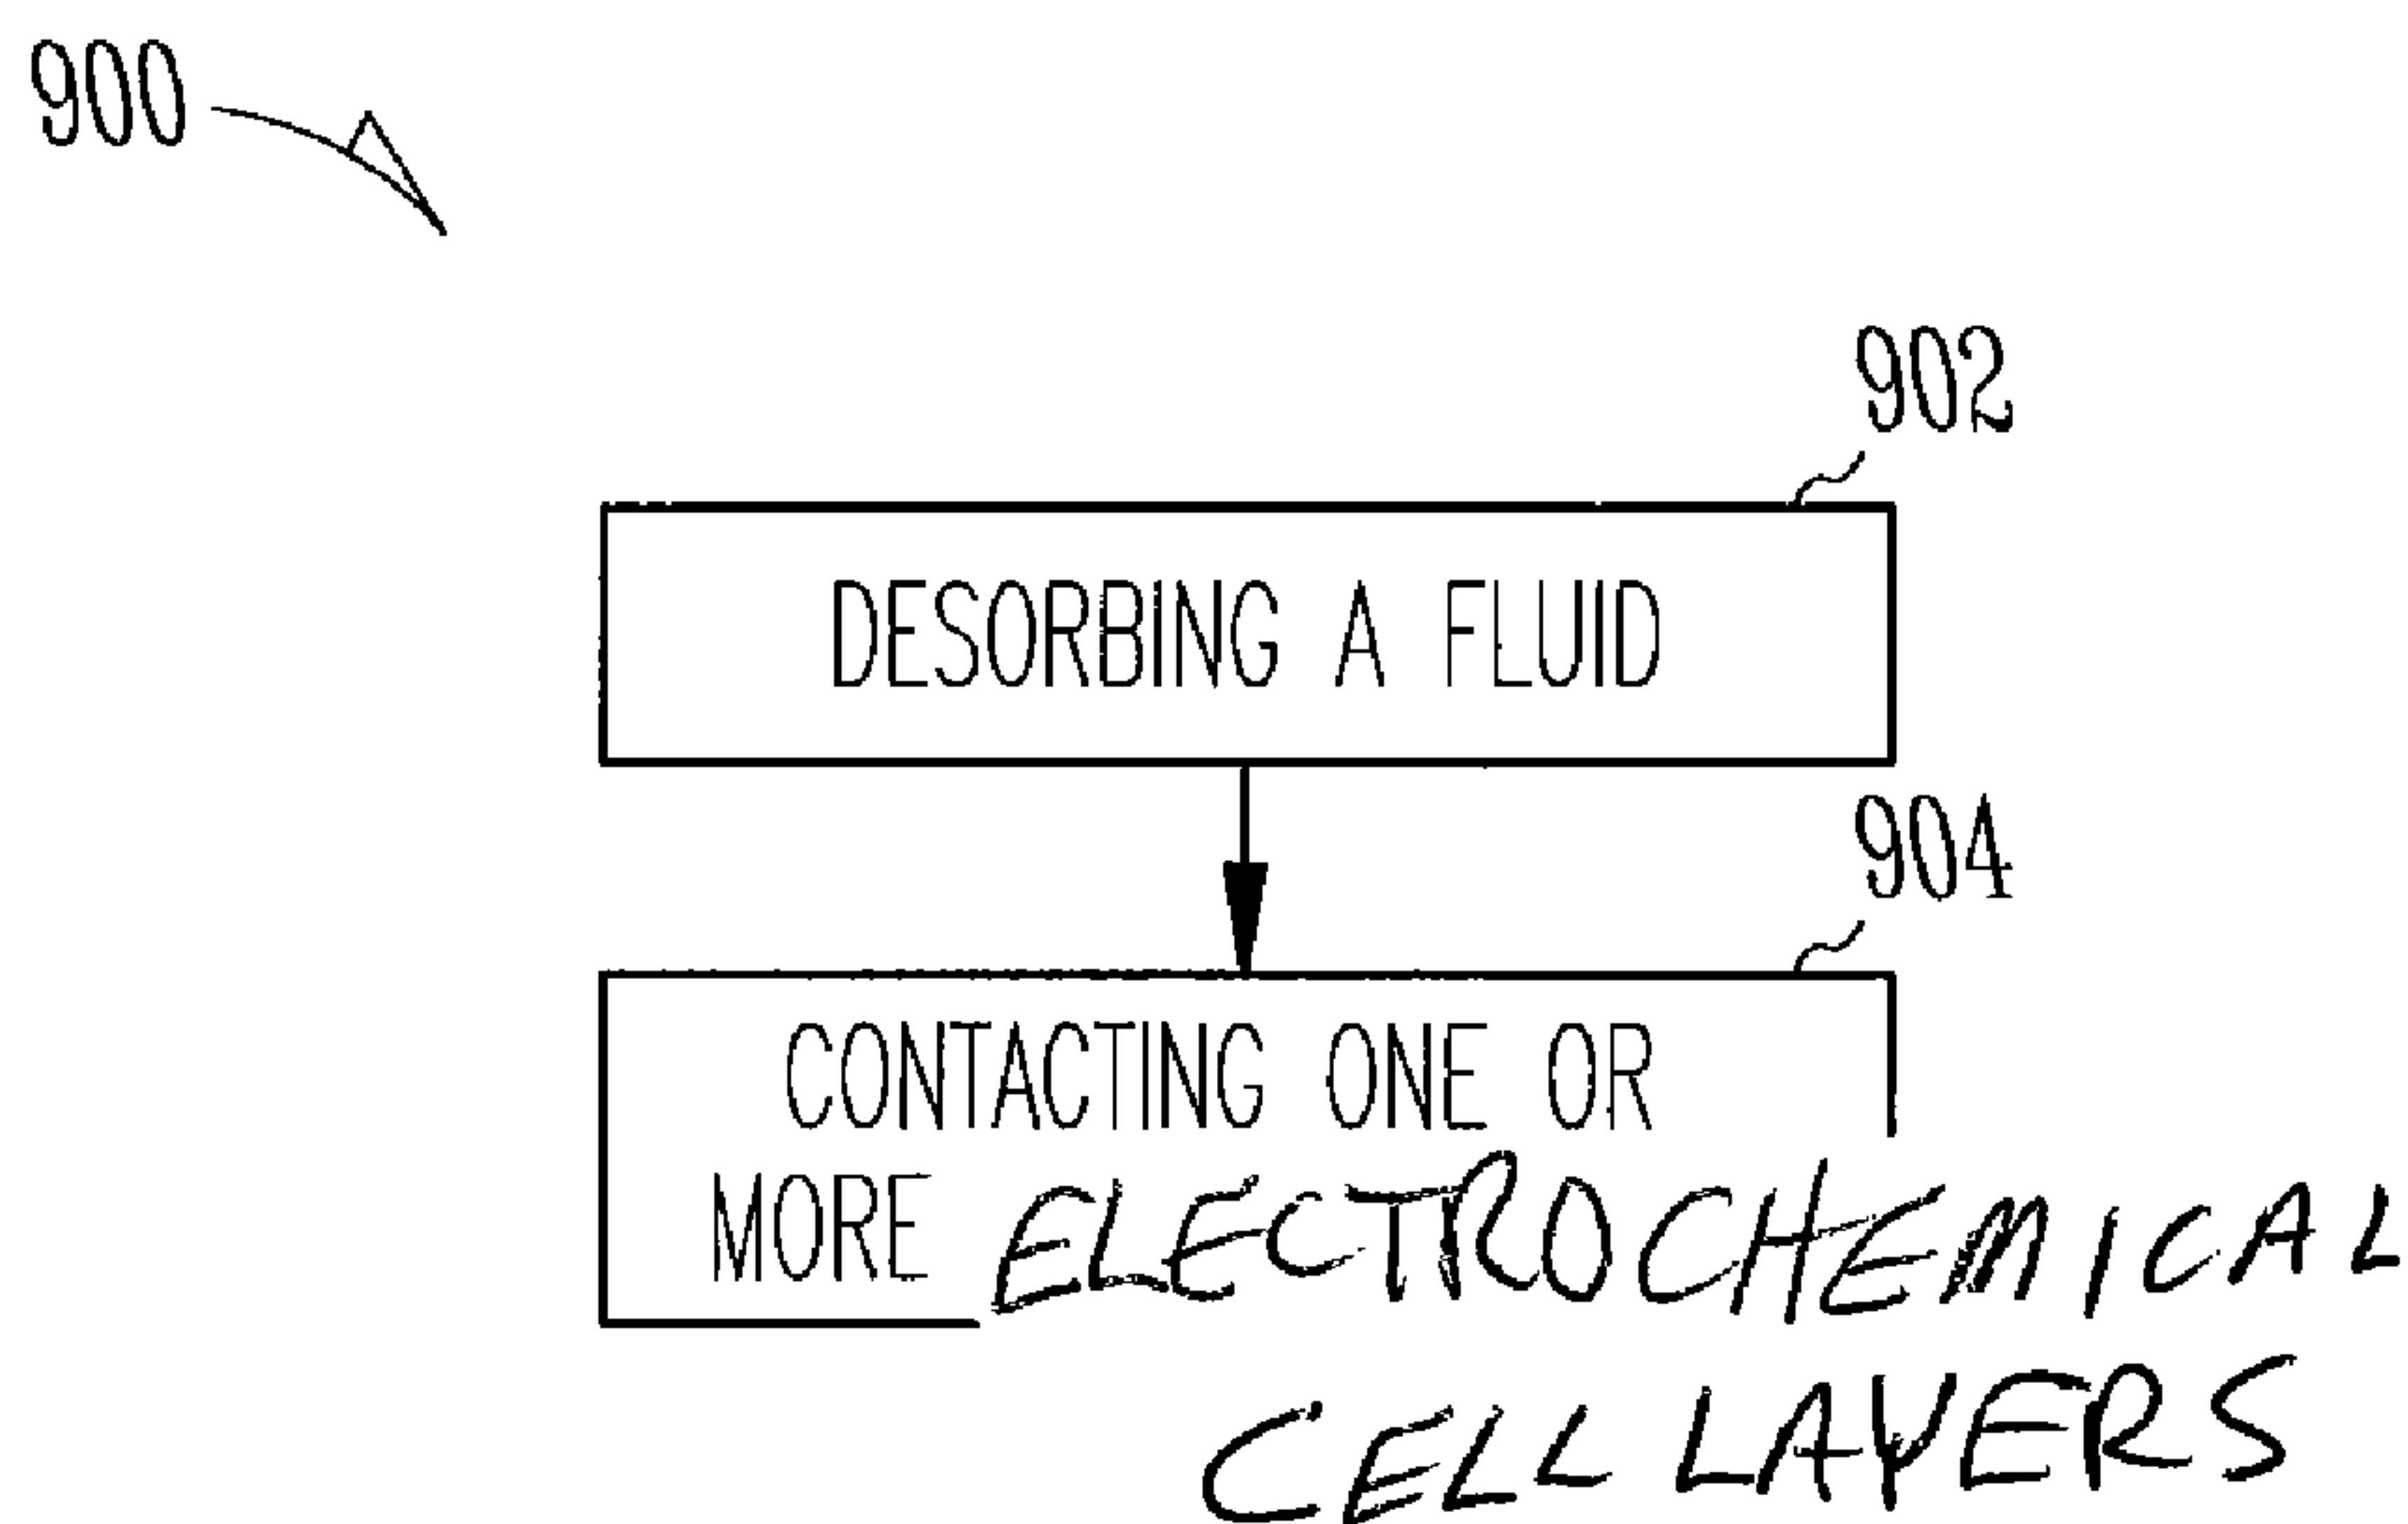 900
902
DESORBING A FLUID
904
CONTACTING ONE OR
MORE ELECTROCHEMICAL
CELL LAYERS